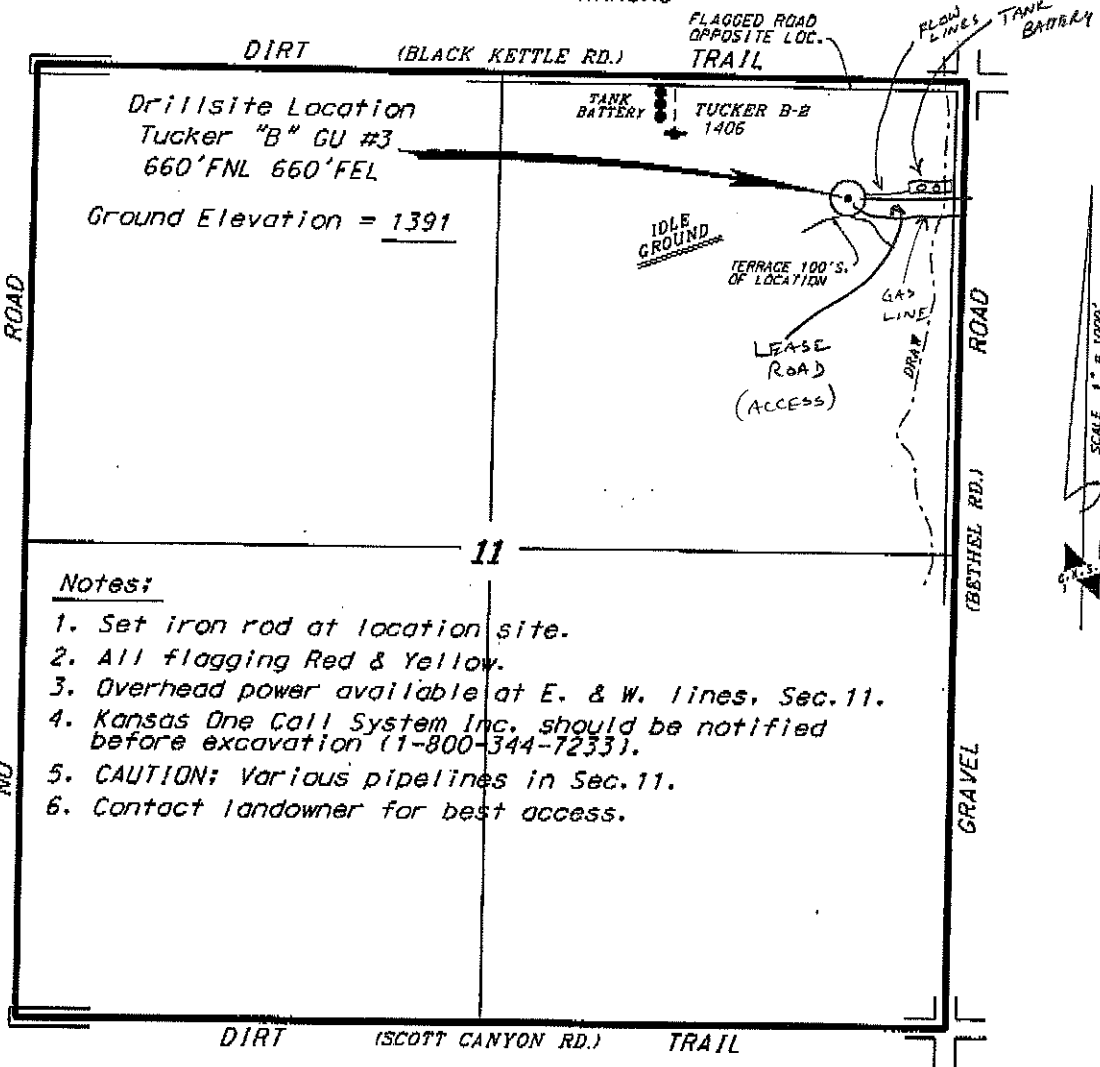 FLAGGED ROAD
OPPOSITE LOC.
FLOW
LINES
TANK
BATTERY
DIRT (BLACK KETTLE RD.) TRAIL
Drillsite Location
Tucker "B" GU #3
660'FNL 660'FEL
Ground Elevation = 1391
TANK
BATTERY
TUCKER B-2
1406
IDLE
GROUND
TERRACE 100'S.
OF LOCATION
GAS
LINE
LEASE
ROAD
(ACCESS)
DRAW
ROAD
ROAD
SCALE 1" = 1000'
11
(BETHEL RD.)
Notes:
1. Set iron rod at location site.
2. All flagging Red & Yellow.
3. Overhead power available at E. & W. lines, Sec.11.
4. Kansas One Call System Inc. should be notified
before excavation (1-800-344-7233).
5. CAUTION: Various pipelines in Sec.11.
6. Contact landowner for best access.
NO
GRAVEL
DIRT (SCOTT CANYON RD.) TRAIL